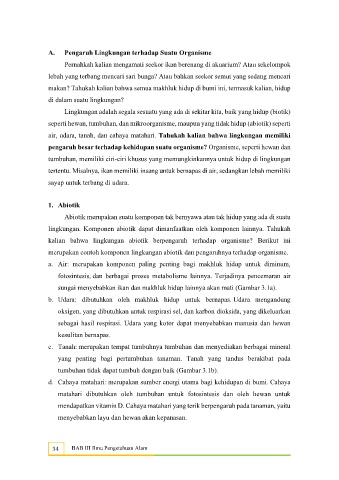 A. Pengaruh Lingkungan terhadap Suatu Organisme
Pernahkah kalian mengamati seekor ikan berenang di akuarium? Atau sekelompok
lebah yang terbang mencari sari bunga? Atau bahkan seekor semut yang sedang mencari
makan? Tahukah kalian bahwa semua makhluk hidup di bumi ini, termasuk kalian, hidup
di dalam suatu lingkungan?
Lingkungan adalah segala sesuatu yang ada di sekitar kita, baik yang hidup (biotik)
seperti hewan, tumbuhan, dan mikroorganisme, maupun yang tidak hidup (abiotik) seperti
air, udara, tanah, dan cahaya matahari. Tahukah kalian bahwa lingkungan memiliki
pengaruh besar terhadap kehidupan suatu organisme? Organisme, seperti hewan dan
tumbuhan, memiliki ciri-ciri khusus yang memungkinkannya untuk hidup di lingkungan
tertentu. Misalnya, ikan memiliki insang untuk bernapas di air, sedangkan lebah memiliki
sayap untuk terbang di udara.
1. Abiotik
Abiotik merupakan suatu komponen tak bernyawa atau tak hidup yang ada di suatu
lingkungan. Komponen abiotik dapat dimanfaatkan oleh komponen lainnya. Tahukah
kalian bahwa lingkungan abiotik berpengaruh terhadap organisme? Berikut ini
merupakan contoh komponen lingkungan abiotik dan pengaruhnya terhadap organisme.
a. Air: merupakan komponen paling penting bagi makhluk hidup untuk diminum,
fotosintesis, dan berbagai proses metabolisme lainnya. Terjadinya pencemaran air
sungai menyebabkan ikan dan makhluk hidup lainnya akan mati (Gambar 3.1a).
b. Udara: dibutuhkan oleh makhluk hidup untuk bernapas. Udara mengandung
oksigen, yang dibutuhkan untuk respirasi sel, dan karbon dioksida, yang dikeluarkan
sebagai hasil respirasi. Udara yang kotor dapat menyebabkan manusia dan hewan
kesulitan bernapas.
c. Tanah: merupakan tempat tumbuhnya tumbuhan dan menyediakan berbagai mineral
yang penting bagi pertumbuhan tanaman. Tanah yang tandus berakibat pada
tumbuhan tidak dapat tumbuh dengan baik (Gambar 3.1b).
d. Cahaya matahari: merupakan sumber energi utama bagi kehidupan di bumi. Cahaya
matahari dibutuhkan oleh tumbuhan untuk fotosintesis dan oleh hewan untuk
mendapatkan vitamin D. Cahaya matahari yang terik berpengaruh pada tanaman, yaitu
menyebabkan layu dan hewan akan kepanasan.
34 BAB III Ilmu Pengetahuan Alam